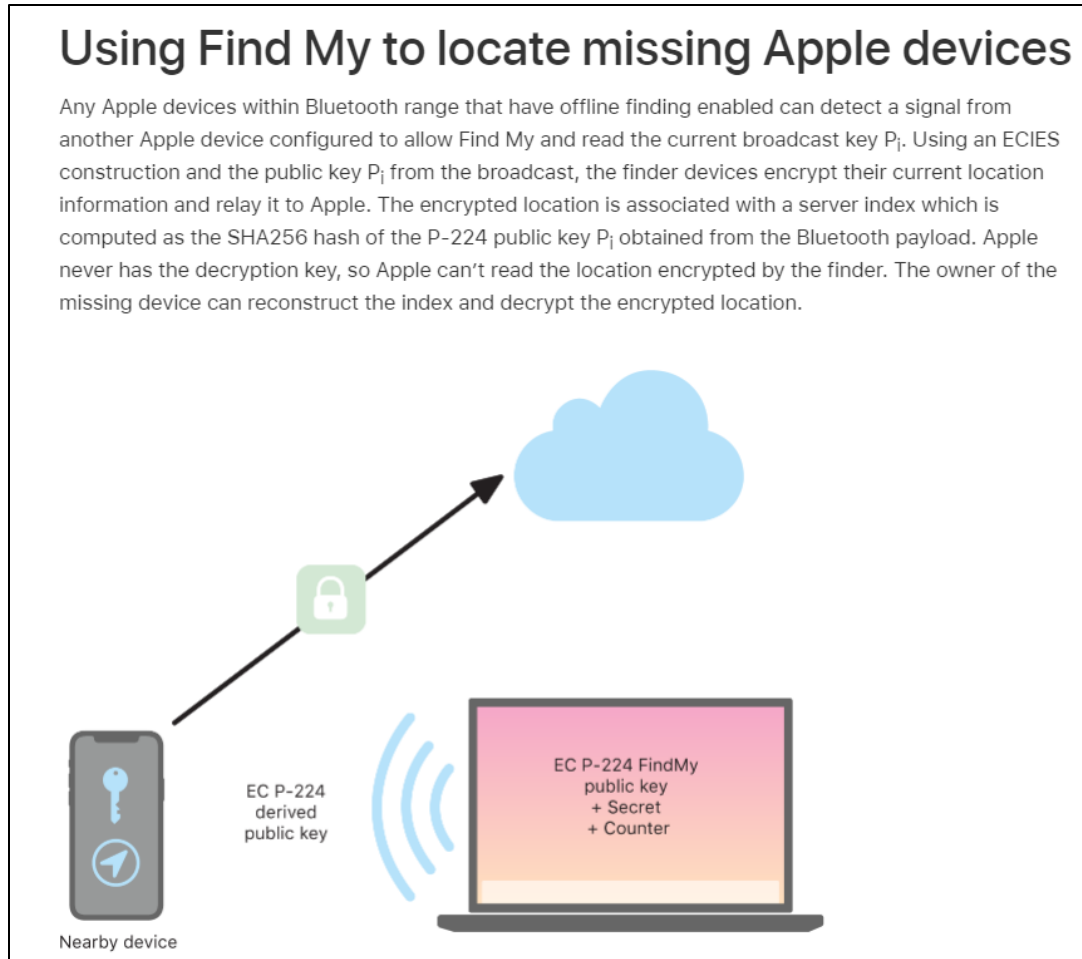 Using Find My to locate missing Apple devices
Any Apple devices within Bluetooth range that have offline finding enabled can detect a signal from
another Apple device configured to allow Find My and read the current broadcast key Pi. Using an ECIES
construction and the public key Pi from the broadcast, the finder devices encrypt their current location
information and relay it to Apple. The encrypted location is associated with a server index which is
computed as the SHA256 hash of the P-224 public key Pi obtained from the Bluetooth payload. Apple
never has the decryption key, so Apple can’t read the location encrypted by the finder. The owner of the
missing device can reconstruct the index and decrypt the encrypted location.
EC P-224
derived
public key
EC P-224 FindMy
public key
+ Secret
+ Counter
Nearby device